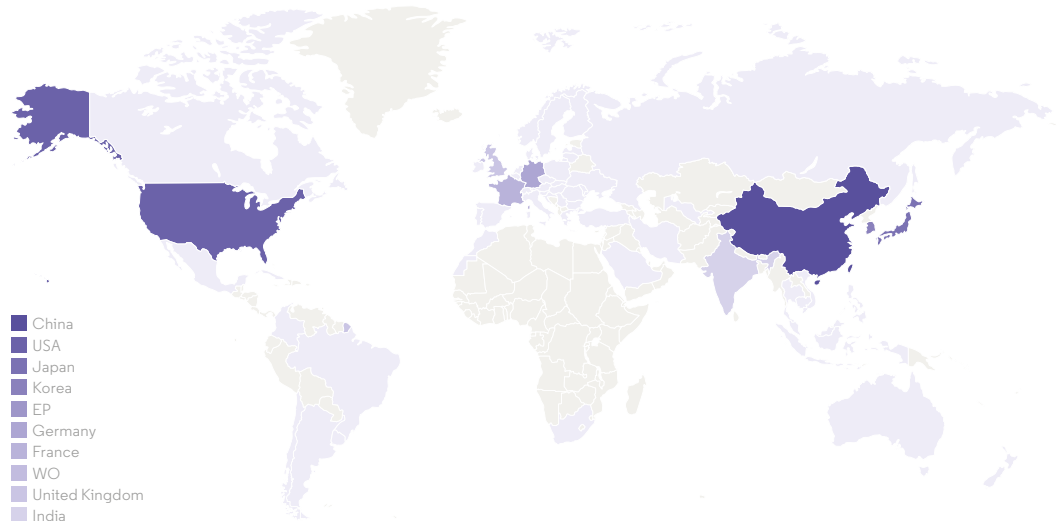 China
USA
Japan
Korea
EP
Germany
France
WO
United Kingdom
India